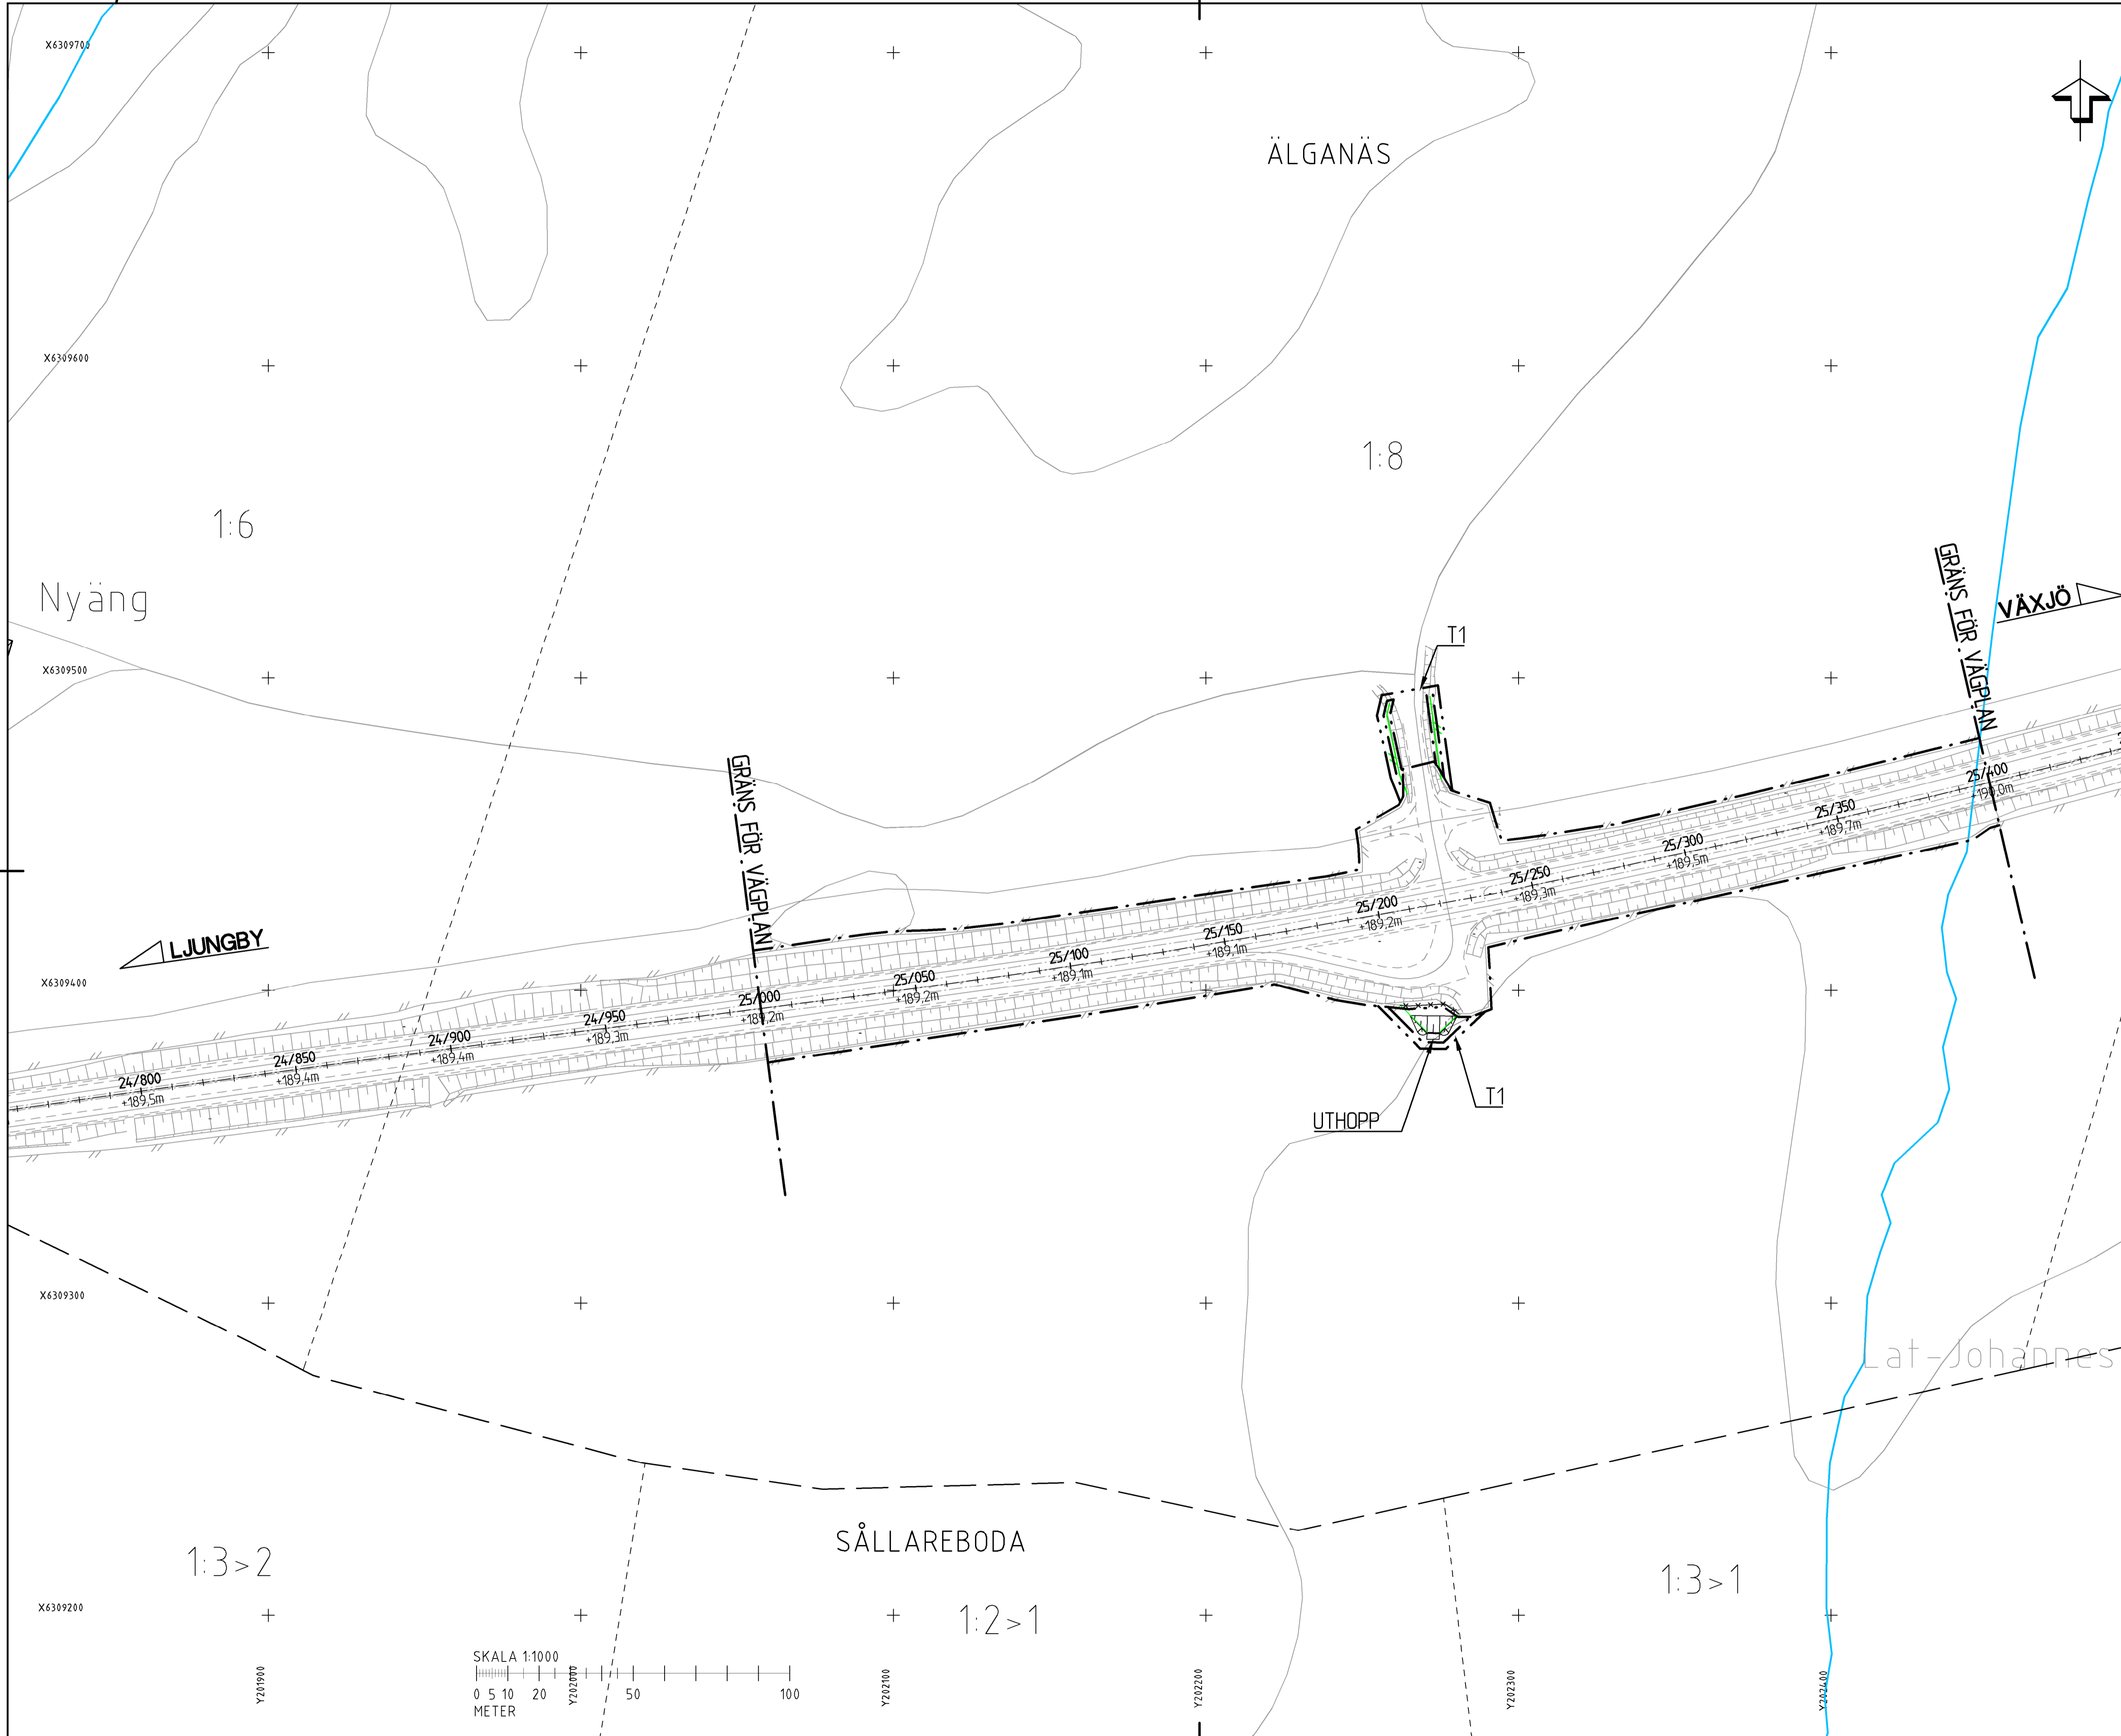 X6309700
ÄLGANÄS
X6309600
1:8
1:6
Nyäng
GRÄNS FÖR VÄGPLAN
VÄXJÖ
T1
X6309500
GRÄNS FÖR VÄGPLAN
25/400
+190,0m
25/350
+189,7m
25/300
+189,5m
25/250
+189,3m
25/200
+189,2m
25/150
+189,1m
25/100
+189,1m
25/050
+189,2m
25/000
+189,2m
24/950
+189,3m
24/900
+189,4m
24/850
+189,4m
24/800
+189,5m
LJUNGBY
X6309400
T1
UTHOPP
X6309300
Lat-Johannes
SÅLLAREBODA
1:3>2
1:3>1
1:2>1
X6309200
SKALA 1:1000
0 5 10 20 50 100
METER
Y201900
Y202000
Y202100
Y202200
Y202300
Y202400